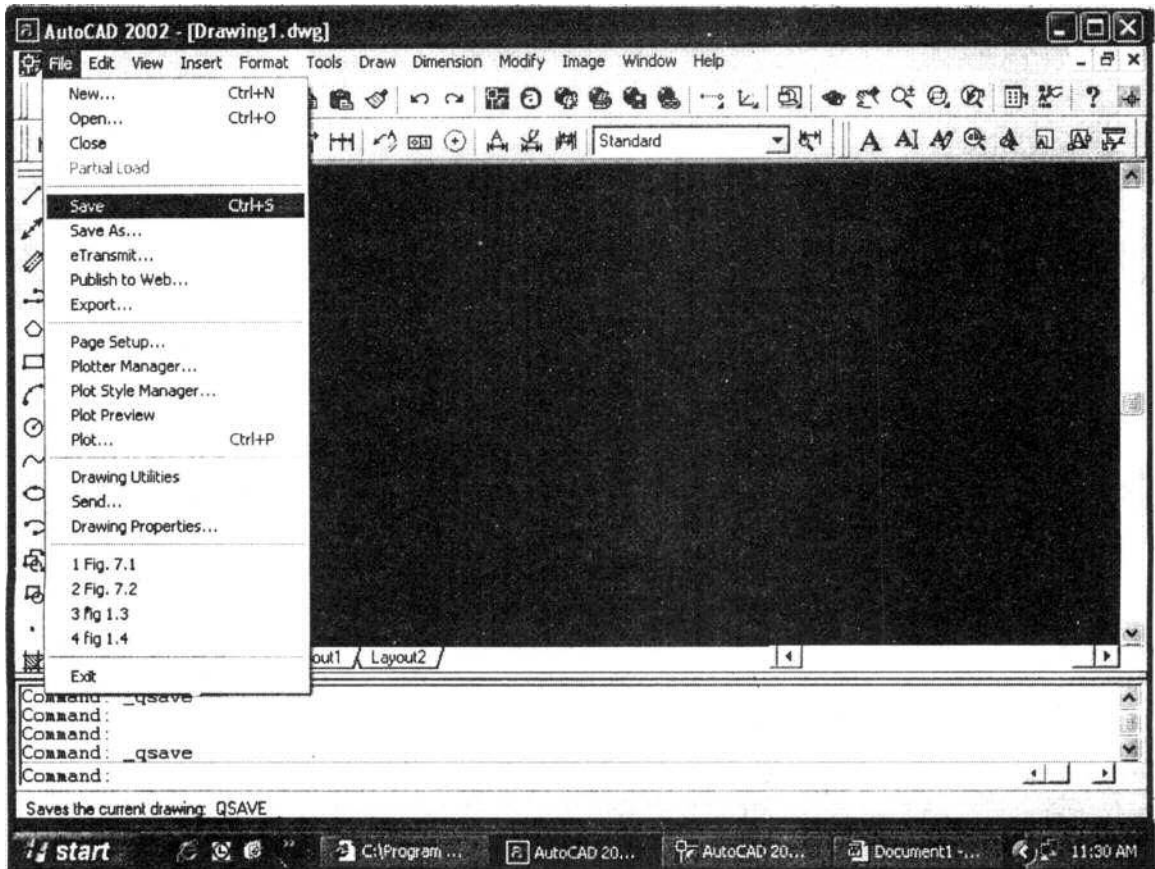 AutoCAD 2002 - [Drawing1.dwg]
File Edit View Insert Format Tools Draw Dimension Modify Image Window Help
New... Ctrl+N
Open... Ctrl+O
Close
Partial Load
Standard
Save Ctrl+S
Save As...
eTransmit...
Publish to Web...
Export...
Page Setup...
Plotter Manager...
Plot Style Manager...
Plot Preview
Plot... Ctrl+P
Drawing Utilities
Send...
Drawing Properties...
1 Fig. 7.1
2 Fig. 7.2
3 fig 1.3
4 fig 1.4
Exit
out1 Layout2
Command: _qsave
Command:
Command:
Command: _qsave
Command:
Saves the current drawing: QSAVE
start C:\Program ... AutoCAD 20... AutoCAD 20... Document1 -... 11:30 AM